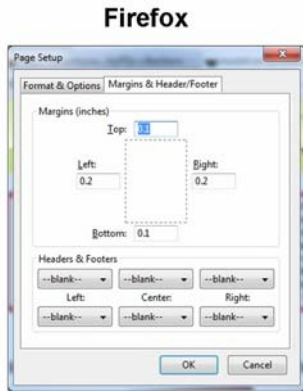 Firefox
Page Setup
Format & Options Margins & Header/Footer
Margins (inches)
Top: 0.1
Left: Right:
0.2 0.2
Bottom: 0.1
Headers & Footers
--blank-- --blank-- --blank--
Left: Center: Right:
--blank-- --blank-- --blank--
OK Cancel